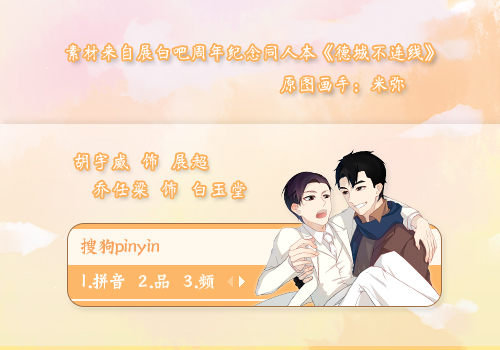 素材来自展白吧周年纪念同人本《德城不连线》
原图画手：米弥
胡宇威 饰 展超
乔任梁 饰 白玉堂
搜狗pinyin
1.拼音 2.品 3.频